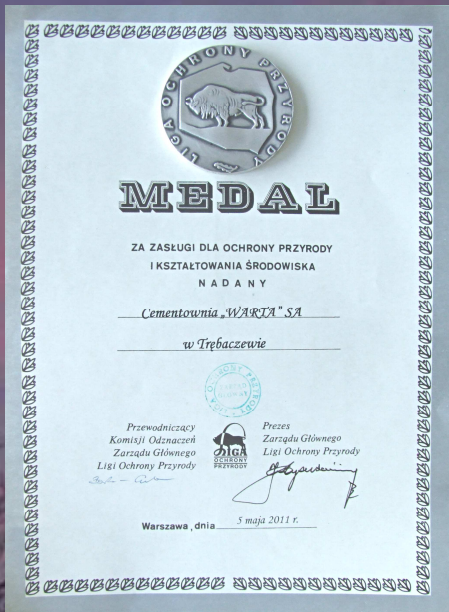 LIGA OCHRONY PRZYRODY
MEDAL
ZA ZASŁUGI DLA OCHRONY PRZYRODY
I KSZTAŁTOWANIA ŚRODOWISKA
NADANY
Cementownia „WARTA" SA
w Trębaczewie
Przewodniczący
Komisji Odznaczeń
Zarządu Głównego
Ligi Ochrony Przyrody
LIGA
OCHRONY
PRZYRODY
Prezes
Zarządu Głównego
Ligi Ochrony Przyrody
Warszawa, dnia 5 maja 2011 r.